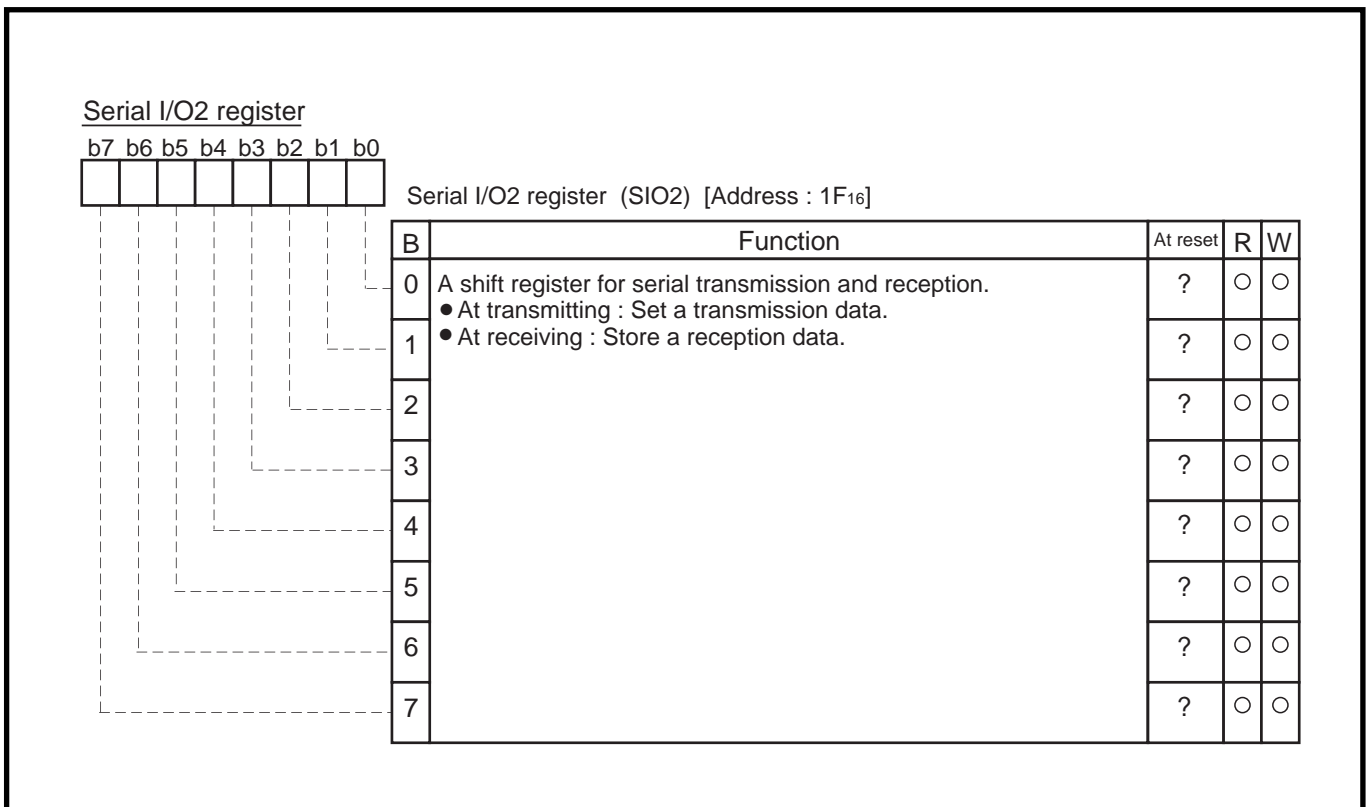 Serial I/O2 register
b7 b6 b5 b4 b3 b2 b1 b0
Serial I/O2 register (SIO2) [Address : 1F16]
B Function At reset R W
0 A shift register for serial transmission and reception. ? ○ ○
● At transmitting : Set a transmission data.
● At receiving : Store a reception data.
1 ? ○ ○
2 ? ○ ○
3 ? ○ ○
4 ? ○ ○
5 ? ○ ○
6 ? ○ ○
7 ? ○ ○